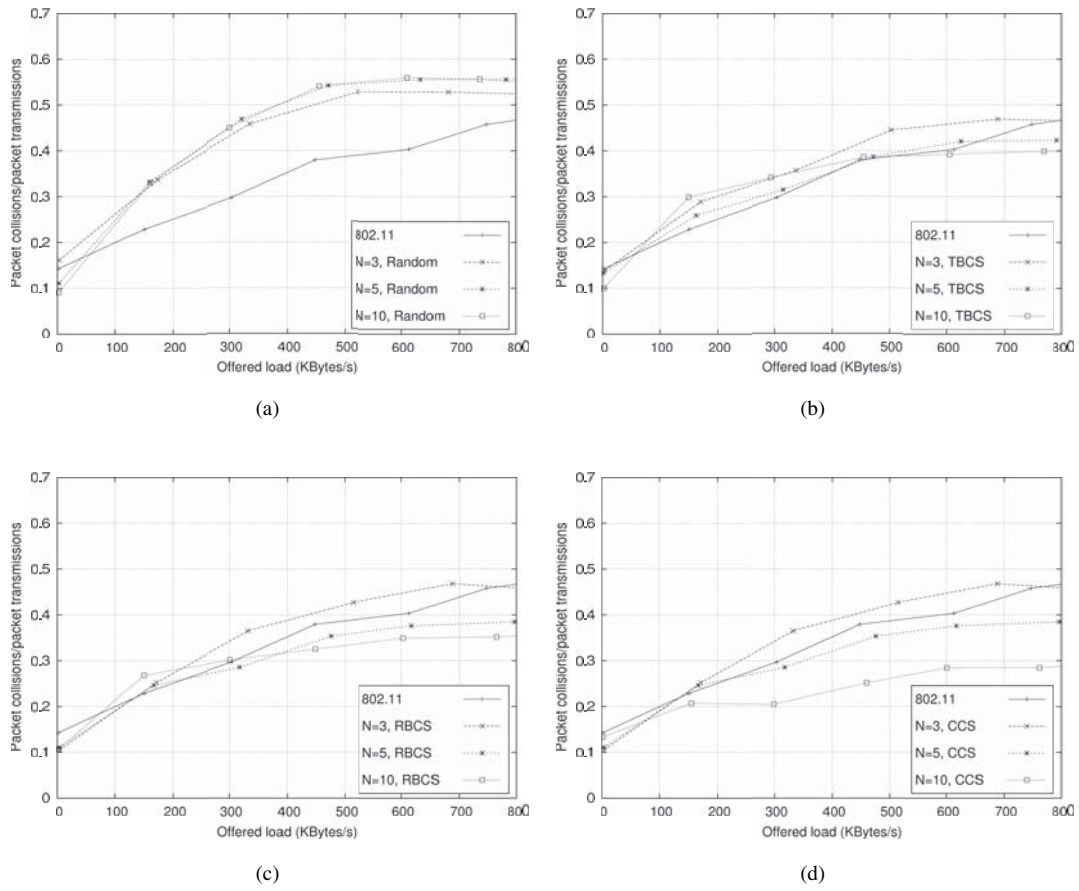 Packet collisions/packet transmissions
0.7
0.6
0.5
0.4
0.3
0.2
0.1
0
802.11
N=3, Random
N=5, Random
N=10, Random
0 100 200 300 400 500 600 700 800
Offered load (KBytes/s)
(a)
Packet collisions/packet transmissions
0.7
0.6
0.5
0.4
0.3
0.2
0.1
0
802.11
N=3, TBCS
N=5, TBCS
N=10, TBCS
0 100 200 300 400 500 600 700 800
Offered load (KBytes/s)
(b)
Packet collisions/packet transmissions
0.7
0.6
0.5
0.4
0.3
0.2
0.1
0
802.11
N=3, RBCS
N=5, RBCS
N=10, RBCS
0 100 200 300 400 500 600 700 800
Offered load (KBytes/s)
(c)
Packet collisions/packet transmissions
0.7
0.6
0.5
0.4
0.3
0.2
0.1
0
802.11
N=3, CCS
N=5, CCS
N=10, CCS
0 100 200 300 400 500 600 700 800
Offered load (KBytes/s)
(d)